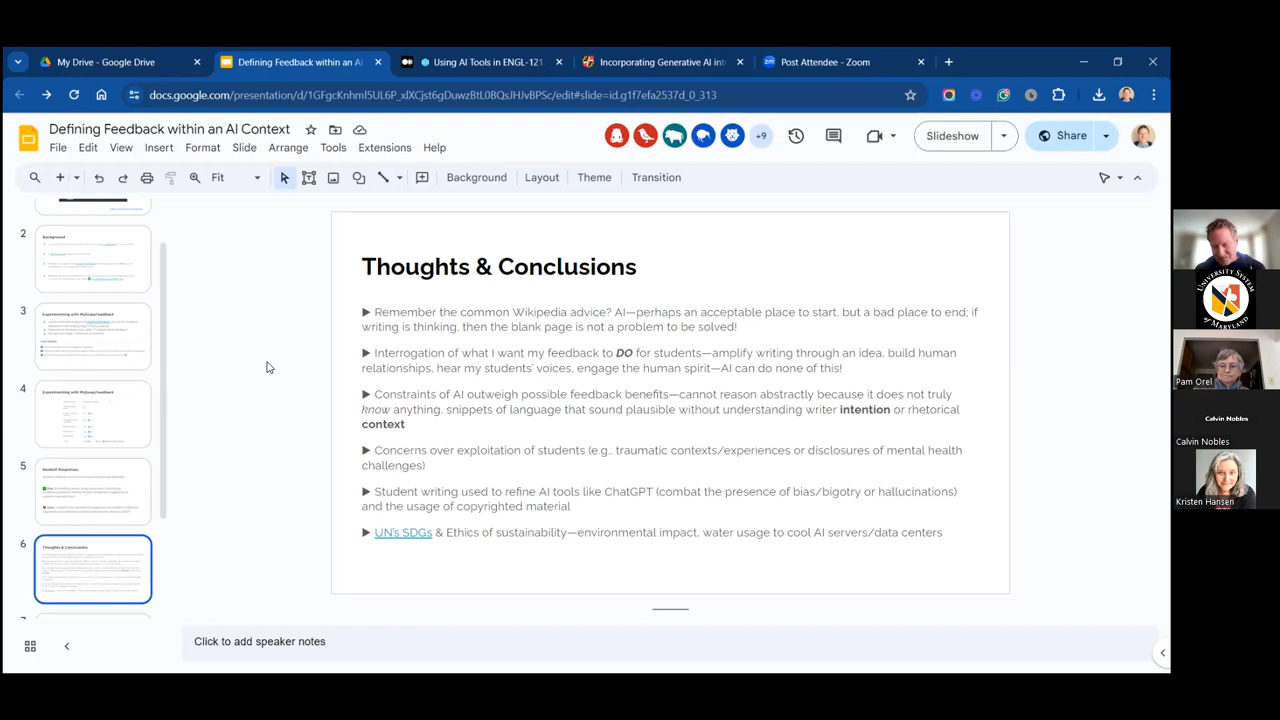 My Drive - Google Drive
Defining Feedback within an AI
Using AI Tools in ENGL-121
Incorporating Generative AI int
Post Attendee - Zoom
docs.google.com/presentation/d/1GFgcKnhmI5UL6P_xlXCjst6gDuwzBtL0BQsJHJvBPSc/edit#slide=id.g1f7efa2537d_0_313
Defining Feedback within an AI Context
+9
Slideshow
Share
File Edit View Insert Format Slide Arrange Tools Extensions Help
Fit
Background Layout Theme Transition
2
Background
3
Experimenting with MyEssayFeedback
4
Experimenting with MyEssayFeedback
5
Student Responses
6
Thoughts & Conclusions
Thoughts & Conclusions
▶ Remember the common Wikipedia advice? AI—perhaps an acceptable place to start, but a bad place to end; if
writing is thinking, then the blank page is not a problem to be solved!
▶ Interrogation of what I want my feedback to DO for students—amplify writing through an idea, build human
relationships, hear my students' voices, engage the human spirit—AI can do none of this!
▶ Constraints of AI outweigh possible feedback benefits—cannot reason abstractly because it does not truly
know anything, snippets of language that sound plausible without understanding writer intention or rhetorical
context
▶ Concerns over exploitation of students (e.g., traumatic contexts/experiences or disclosures of mental health
challenges)
▶ Student writing used to refine AI tools like ChatGPT (combat the presence of bias/bigotry or hallucinations)
and the usage of copyrighted material
▶ UN's SDGs & Ethics of sustainability—environmental impact, water usage to cool AI servers/data centers
Click to add speaker notes
UNIVERSITY SYSTEM
of MARYLAND
Pam Orel
Calvin Nobles
Calvin Nobles
Kristen Hansen